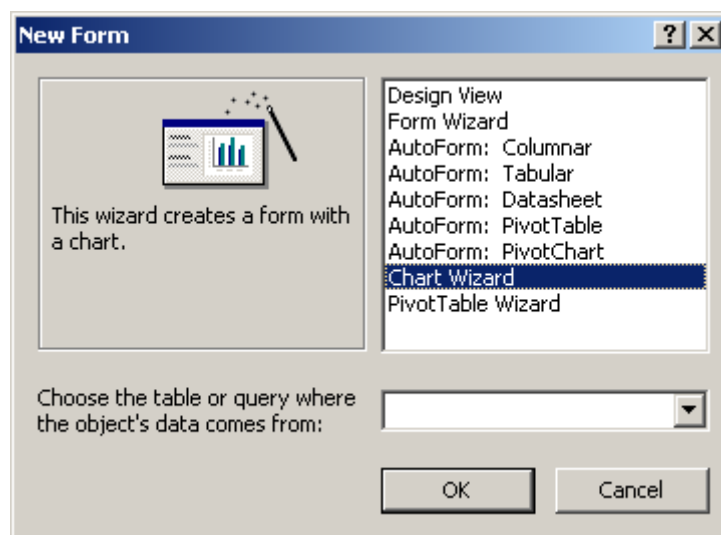 New Form
This wizard creates a form with
a chart.
Design View
Form Wizard
AutoForm: Columnar
AutoForm: Tabular
AutoForm: Datasheet
AutoForm: PivotTable
AutoForm: PivotChart
Chart Wizard
PivotTable Wizard
Choose the table or query where
the object's data comes from:
OK
Cancel